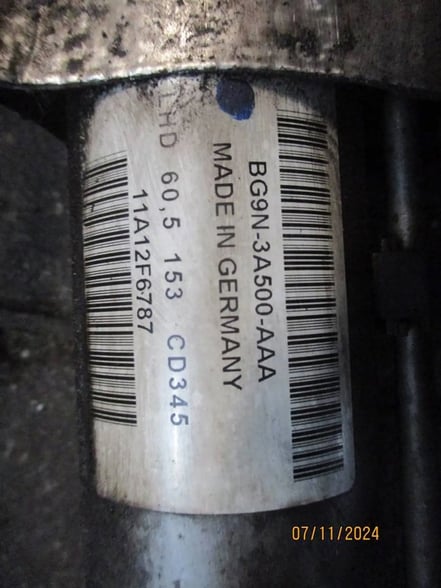 BG9N-3A500-AAA
MADE IN GERMANY
LHD 60,5 153 CD345
11A12F6787
07/11/2024